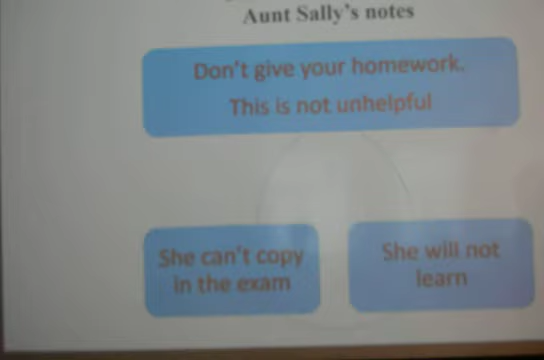 Aunt Sally's notes
Don't give your homework.
This is not unhelpful
She can't copy
in the exam
She will not
learn